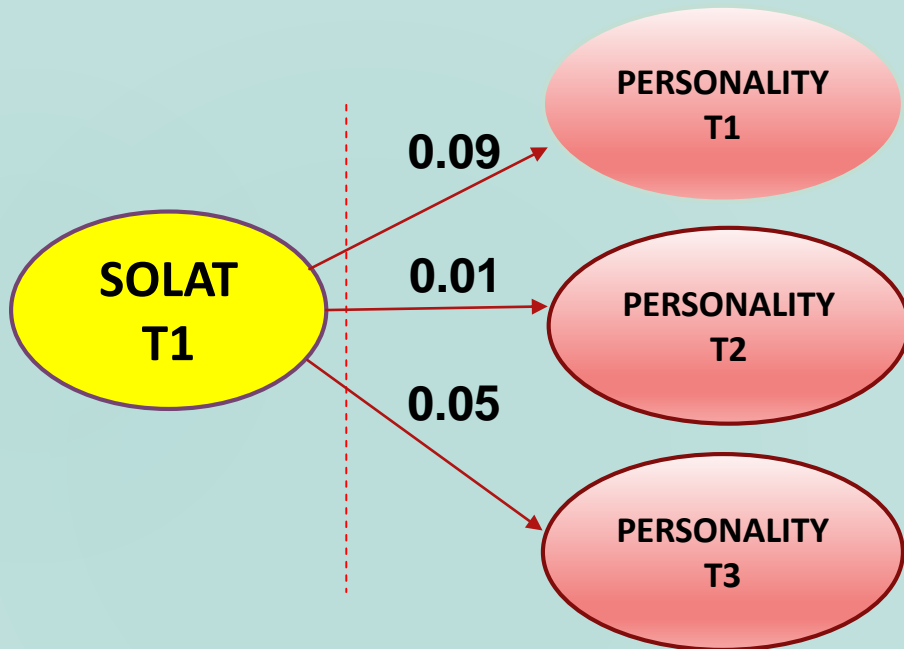 PERSONALITY
T1
0.09
SOLAT
T1
0.01
PERSONALITY
T2
0.05
PERSONALITY
T3